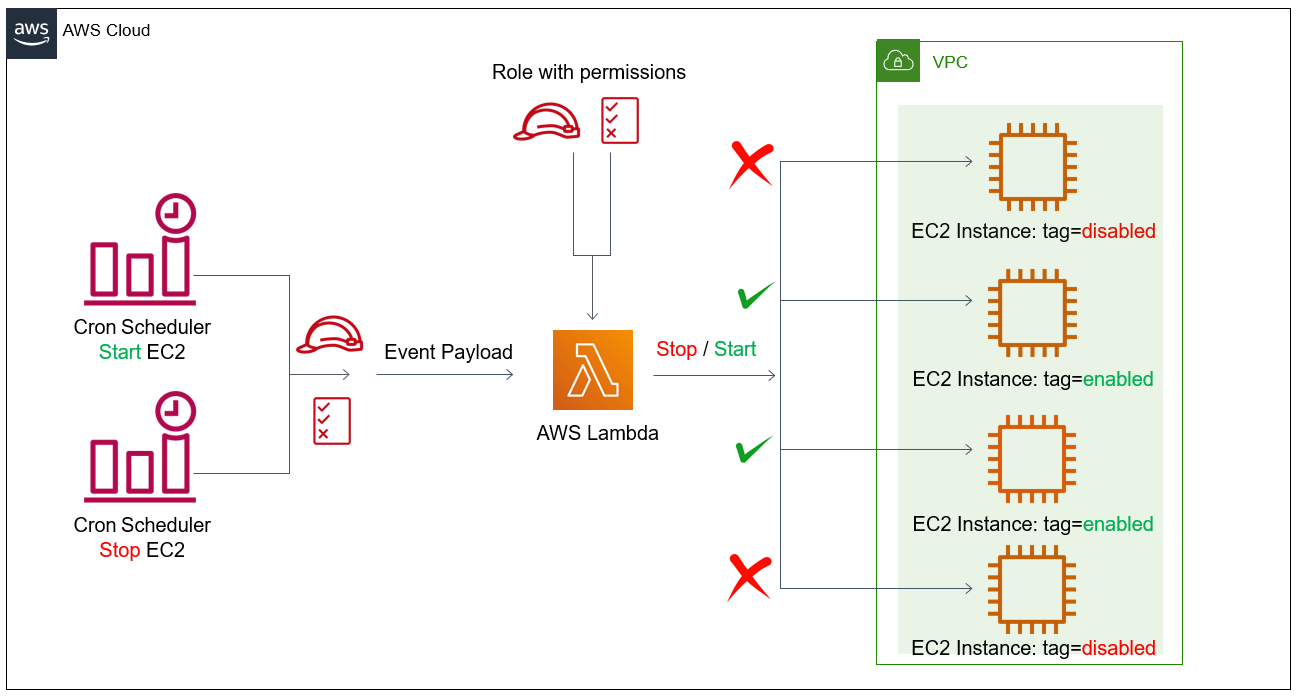 aws
AWS Cloud
Role with permissions
VPC
EC2 Instance: tag=disabled
Cron Scheduler
Start EC2
Event Payload
Stop / Start
AWS Lambda
EC2 Instance: tag=enabled
Cron Scheduler
Stop EC2
EC2 Instance: tag=enabled
EC2 Instance: tag=disabled